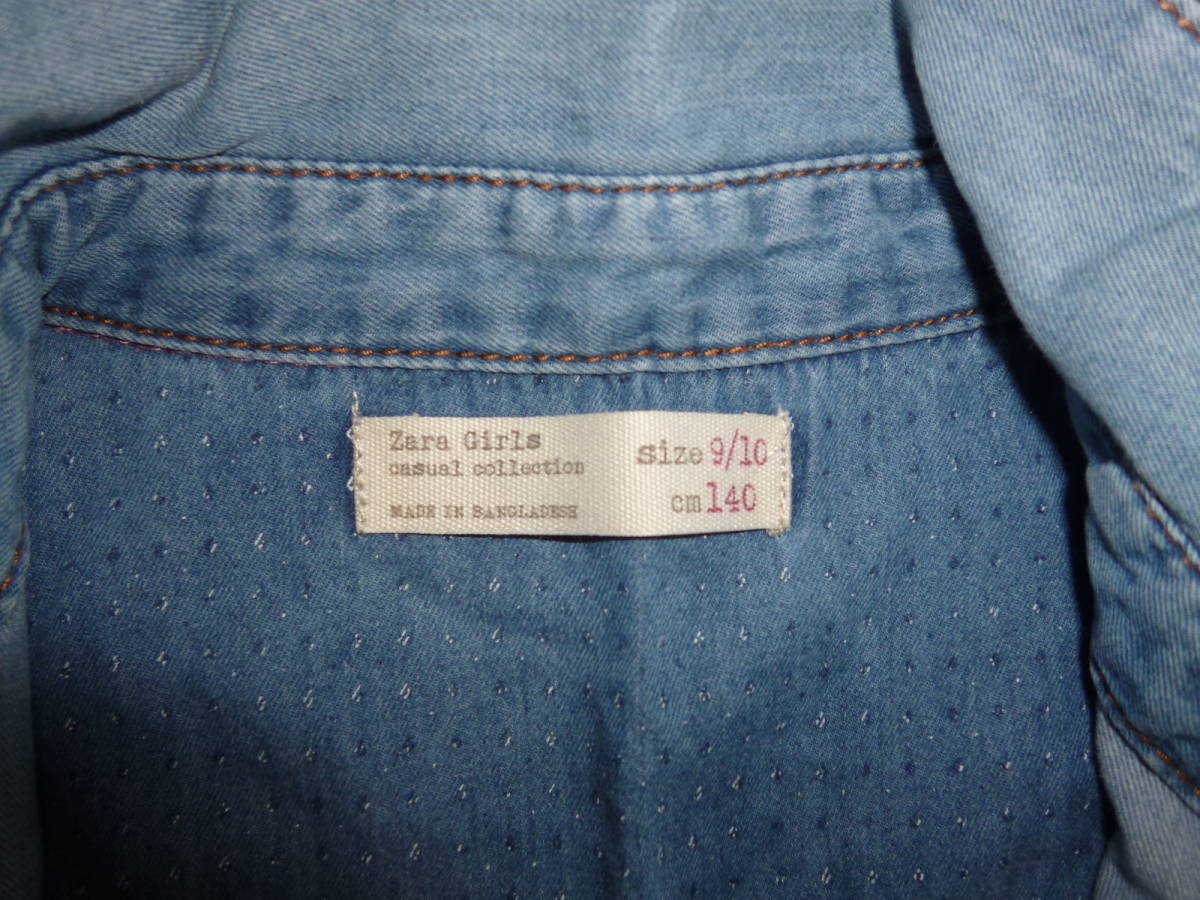 Zara Girls
casual collection
MADE IN BANGLADESH
size 9/10
cm 140